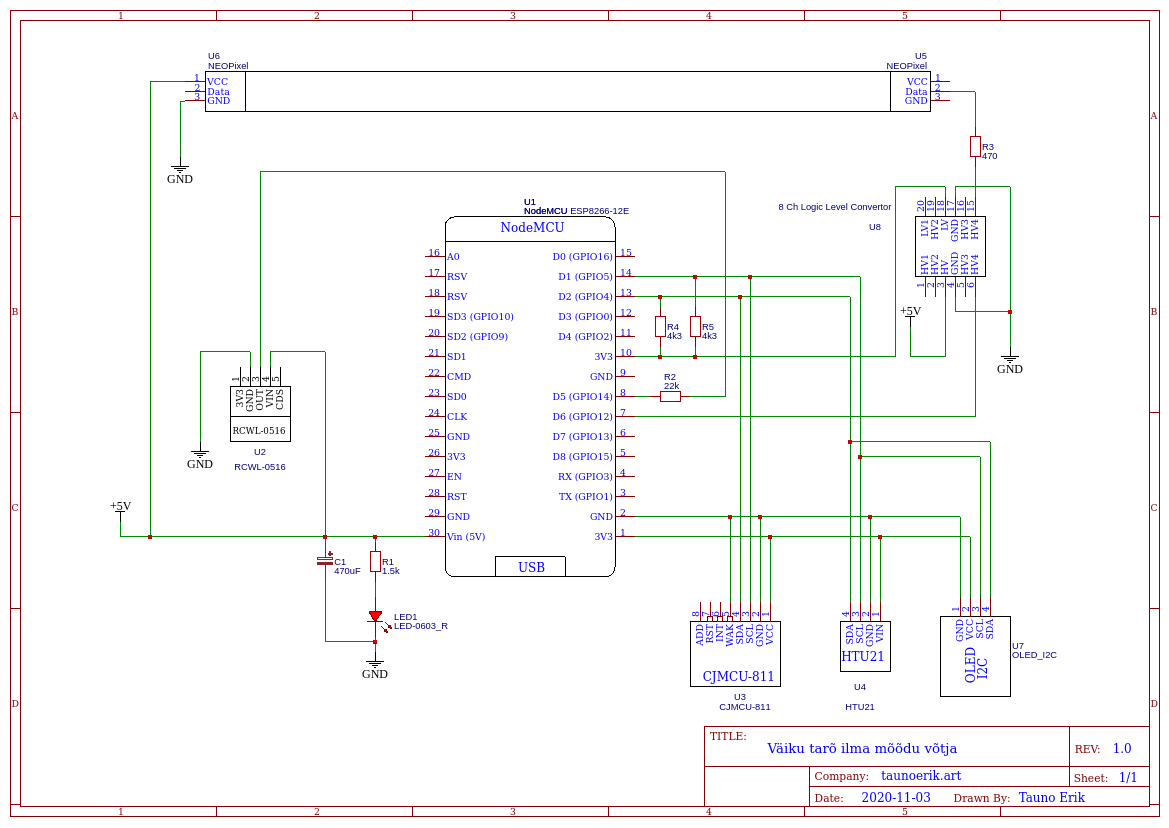 1 2 3 4 5
A A
B B
C C
D D
1 2 3 4 5
U6
NEOPixel
1 VCC
2 Data
3 GND
GND
U5
NEOPixel
VCC 1
Data 2
GND 3
R3
470
8 Ch Logic Level Convertor
U8
20 19 18 17 16 15
LV1 HV2 LV GND HV3 HV4
HV1 HV2 HV GND HV3 HV4
1 2 3 4 5 6
+5V
GND
U1
NodeMCU ESP8266-12E
NodeMCU
16 A0
17 RSV
18 RSV
19 SD3 (GPIO10)
20 SD2 (GPIO9)
21 SD1
22 CMD
23 SD0
24 CLK
25 GND
26 3V3
27 EN
28 RST
29 GND
30 Vin (5V)
D0 (GPIO16) 15
D1 (GPIO5) 14
D2 (GPIO4) 13
D3 (GPIO0) 12
D4 (GPIO2) 11
3V3 10
GND 9
D5 (GPIO14) 8
D6 (GPIO12) 7
D7 (GPIO13) 6
D8 (GPIO15) 5
RX (GPIO3) 4
TX (GPIO1) 3
GND 2
3V3 1
USB
R4
4k3
R5
4k3
R2
22k
1 2 3 4 5
3V3 GND OUT VIN CDS
RCWL-0516
U2
RCWL-0516
GND
+5V
C1
470uF
R1
1.5k
LED1
LED-0603_R
GND
8 7 6 5 4 3 2 1
ADD RST INT WAK SDA SCL GND VCC
CJMCU-811
U3
CJMCU-811
4 3 2 1
SDA SCL GND VIN
HTU21
U4
HTU21
1 2 3 4
GND VCC SCL SDA
OLED
I2C
U7
OLED_I2C
TITLE:
Väiku tarõ ilma mõõdu võtja
REV: 1.0
Company: taunoerik.art
Sheet: 1/1
Date: 2020-11-03 Drawn By: Tauno Erik